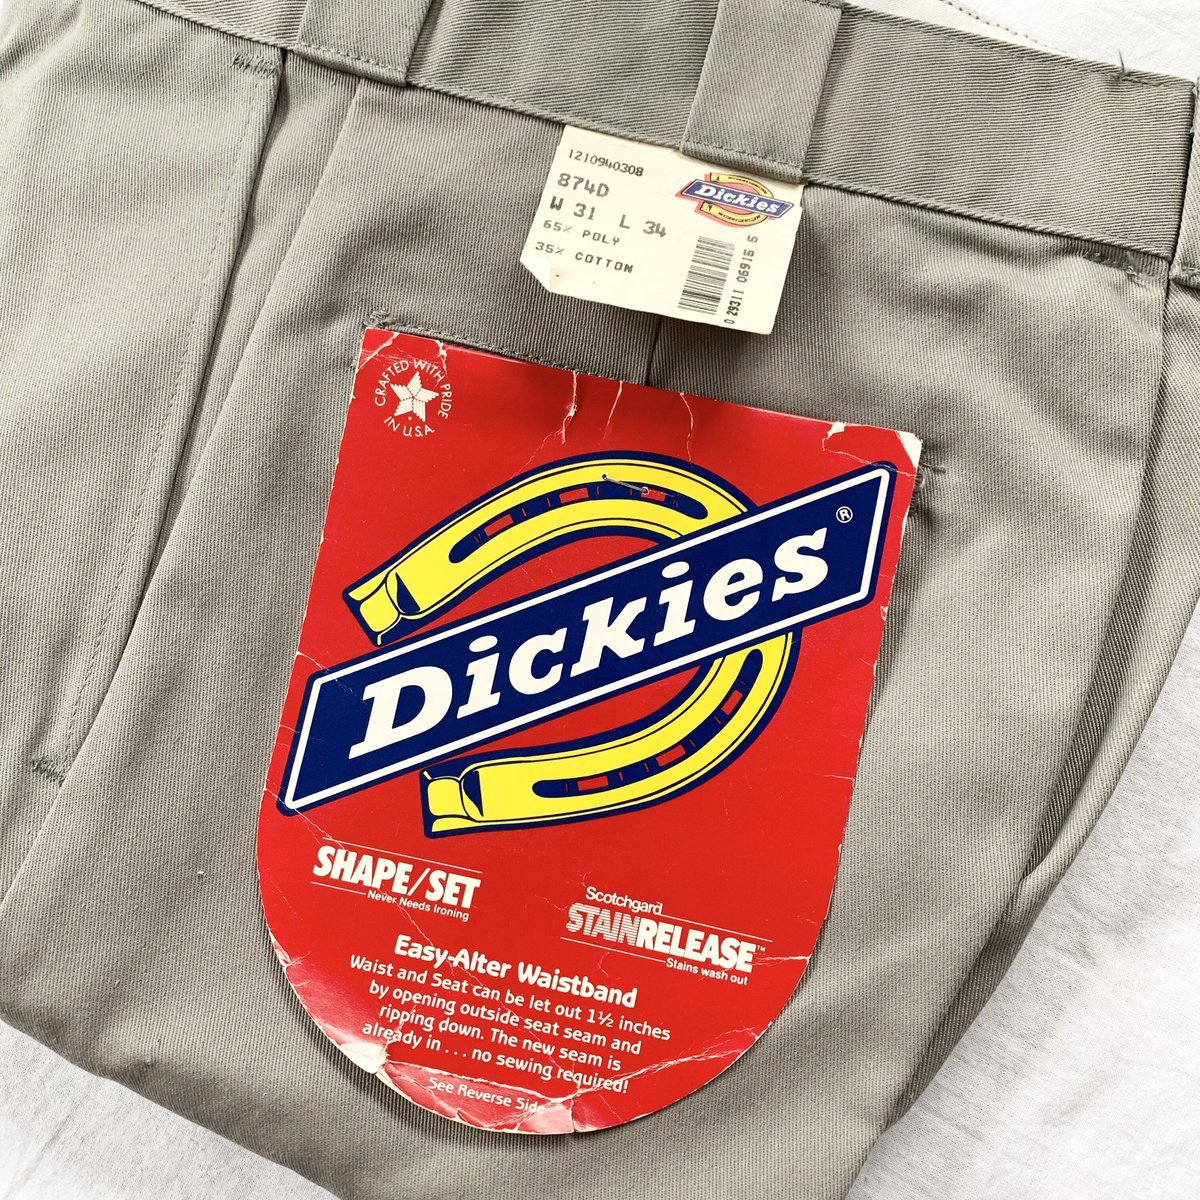 1210940308
874D
W 31 L 34
65% POLY
35% COTTON
Dickies
0 29311 06915 5
CRAFTED WITH PRIDE
IN U.S.A
Dickies®
SHAPE/SET
Never Needs Ironing
Scotchgard
STAINRELEASE™
Stains wash out
Easy-Alter Waistband
Waist and Seat can be let out 1½ inches
by opening outside seat seam and
ripping down. The new seam is
already in . . . no sewing required!
See Reverse Side